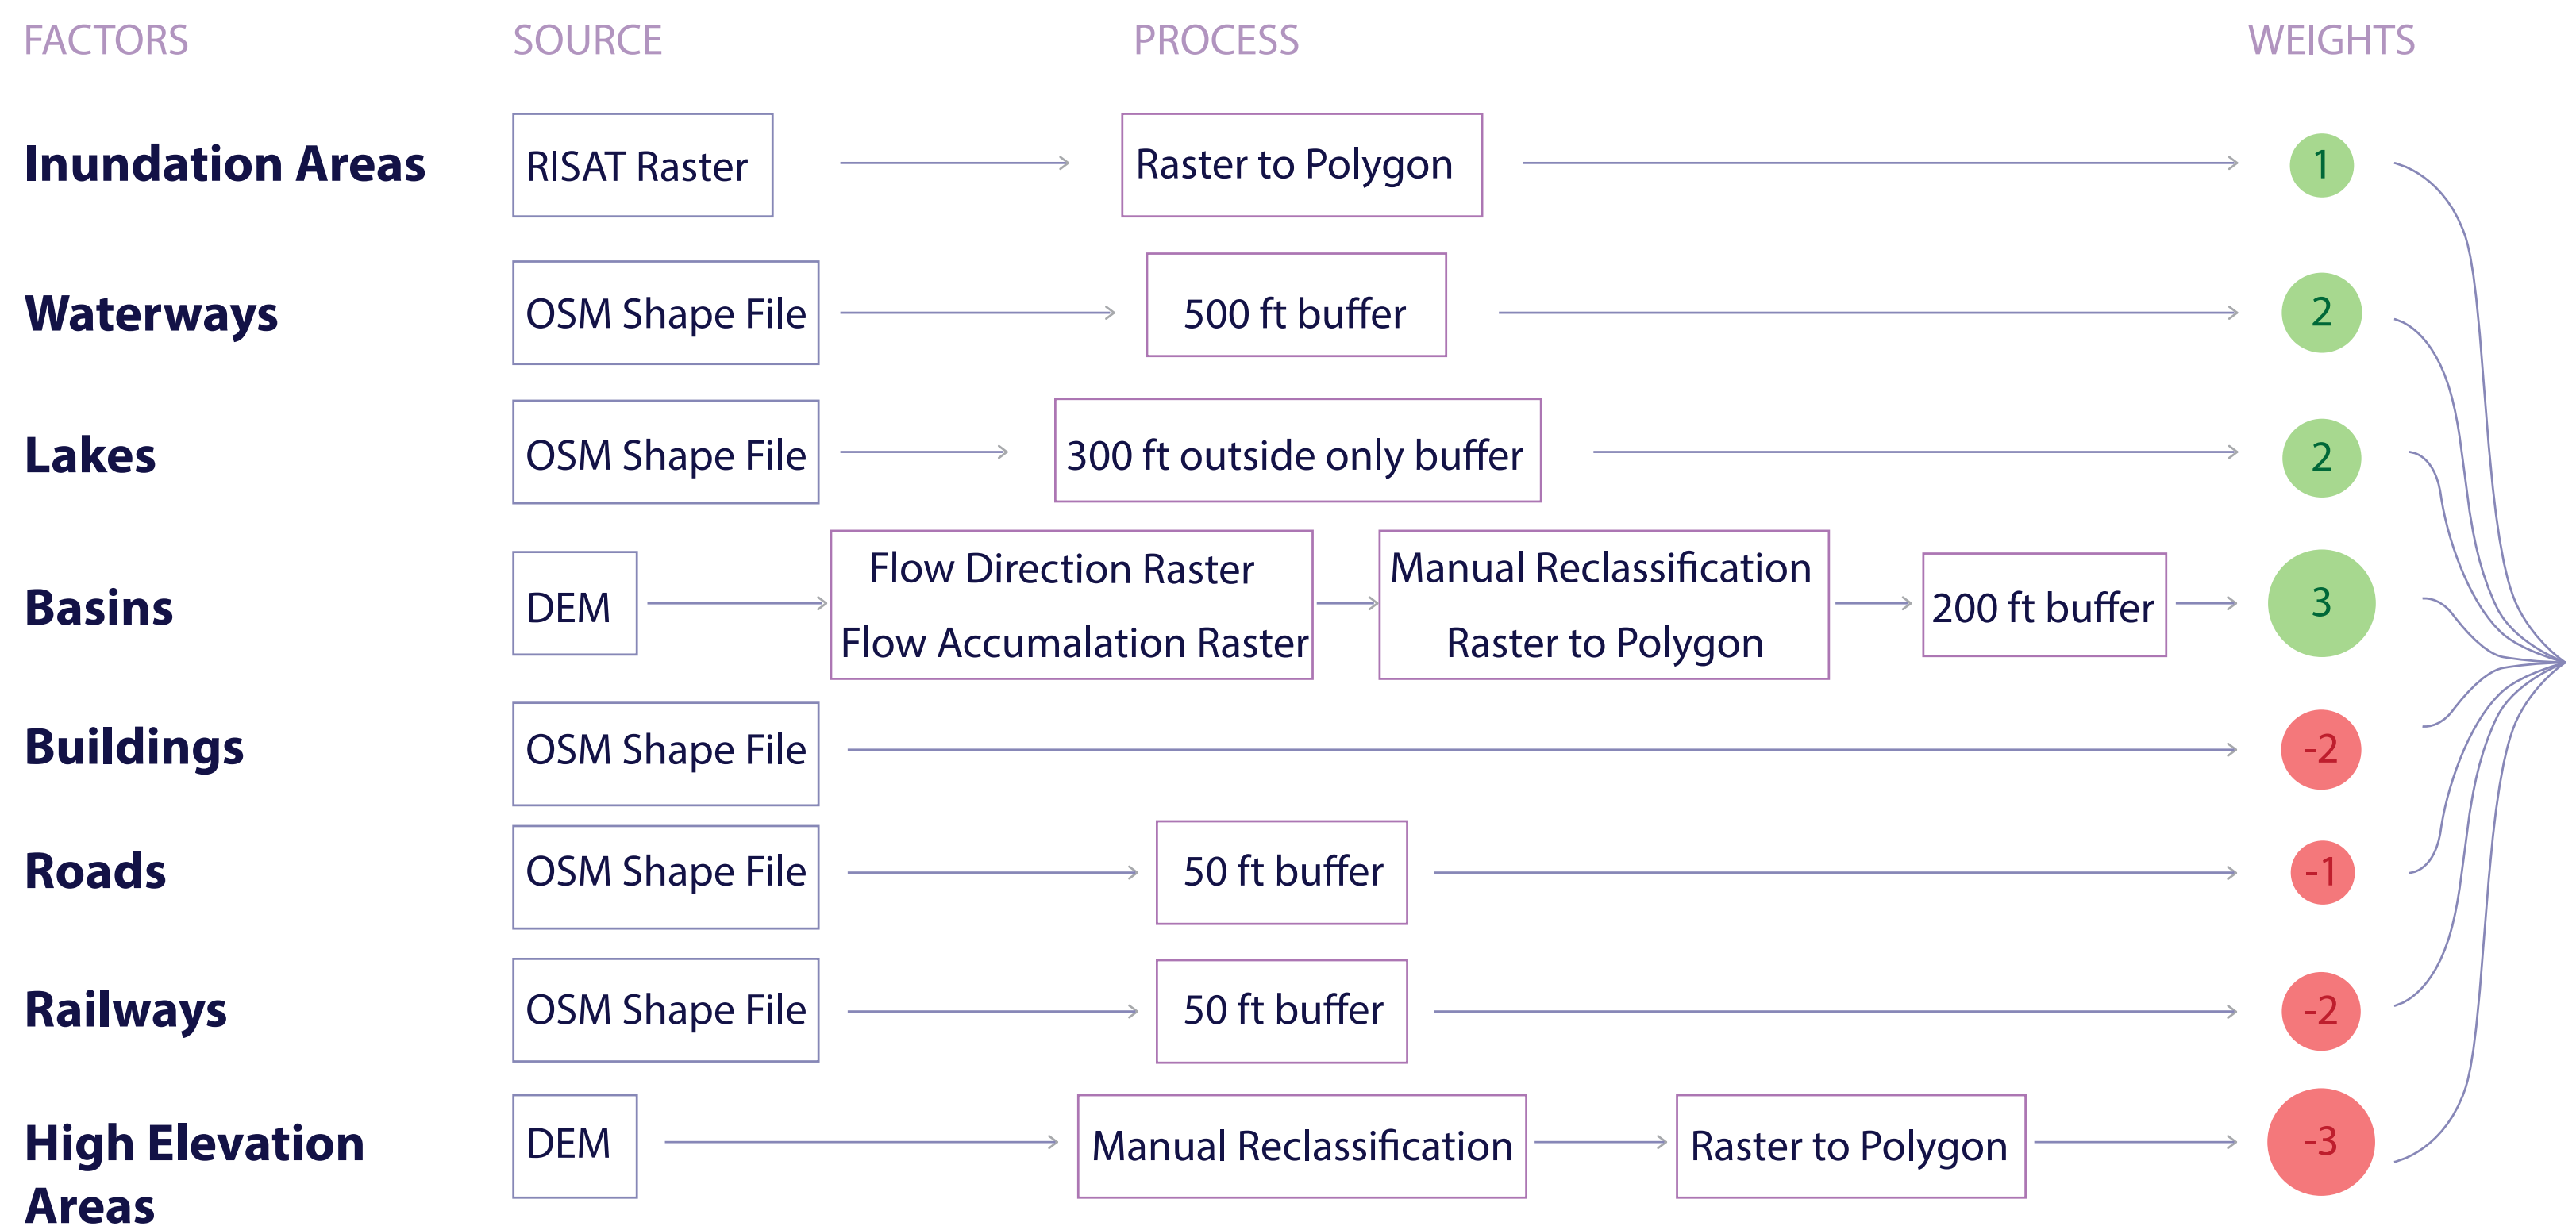 FACTORS SOURCE PROCESS WEIGHTS
Inundation Areas RISAT Raster Raster to Polygon 1
Waterways OSM Shape File 500 ft buffer 2
Lakes OSM Shape File 300 ft outside only buffer 2
Basins DEM Flow Direction Raster Flow Accumalation Raster Manual Reclassification Raster to Polygon 200 ft buffer 3
Buildings OSM Shape File -2
Roads OSM Shape File 50 ft buffer -1
Railways OSM Shape File 50 ft buffer -2
High Elevation Areas DEM Manual Reclassification Raster to Polygon -3